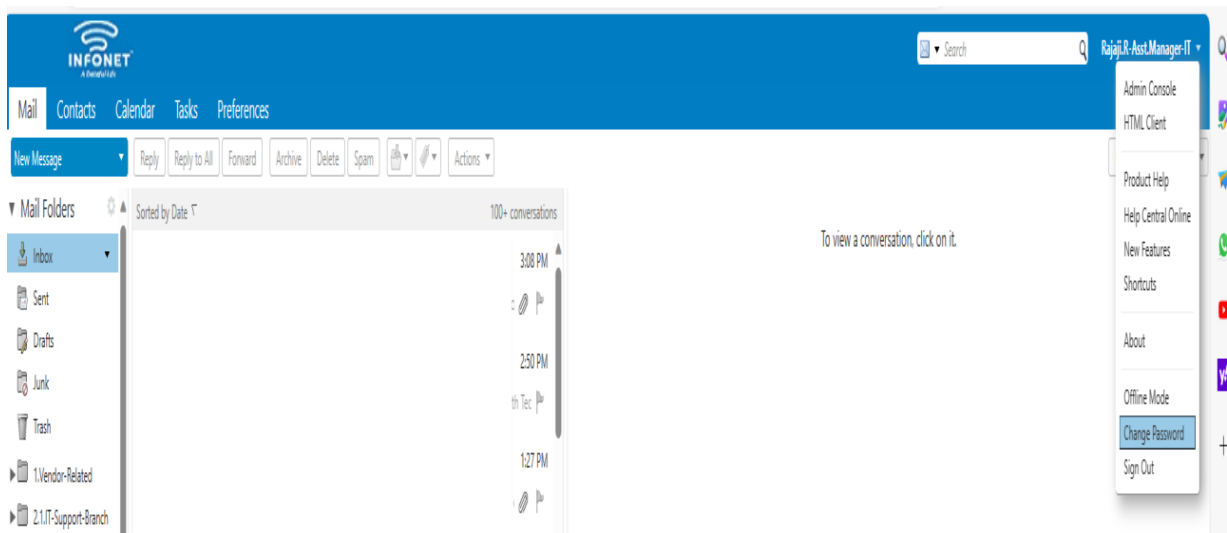 INFONET
Search
Rajaji.R-Asst.Manager-IT
Mail Contacts Calendar Tasks Preferences
New Message
Reply Reply to All Forward Archive Delete Spam Actions
Mail Folders
Inbox
Sent
Drafts
Junk
Trash
1.Vendor-Related
2.1.IT-Support-Branch
Sorted by Date 100+ conversations
3:08 PM
2:50 PM
th Tec
1:27 PM
To view a conversation, click on it.
Admin Console
HTML Client
Product Help
Help Central Online
New Features
Shortcuts
About
Offline Mode
Change Password
Sign Out